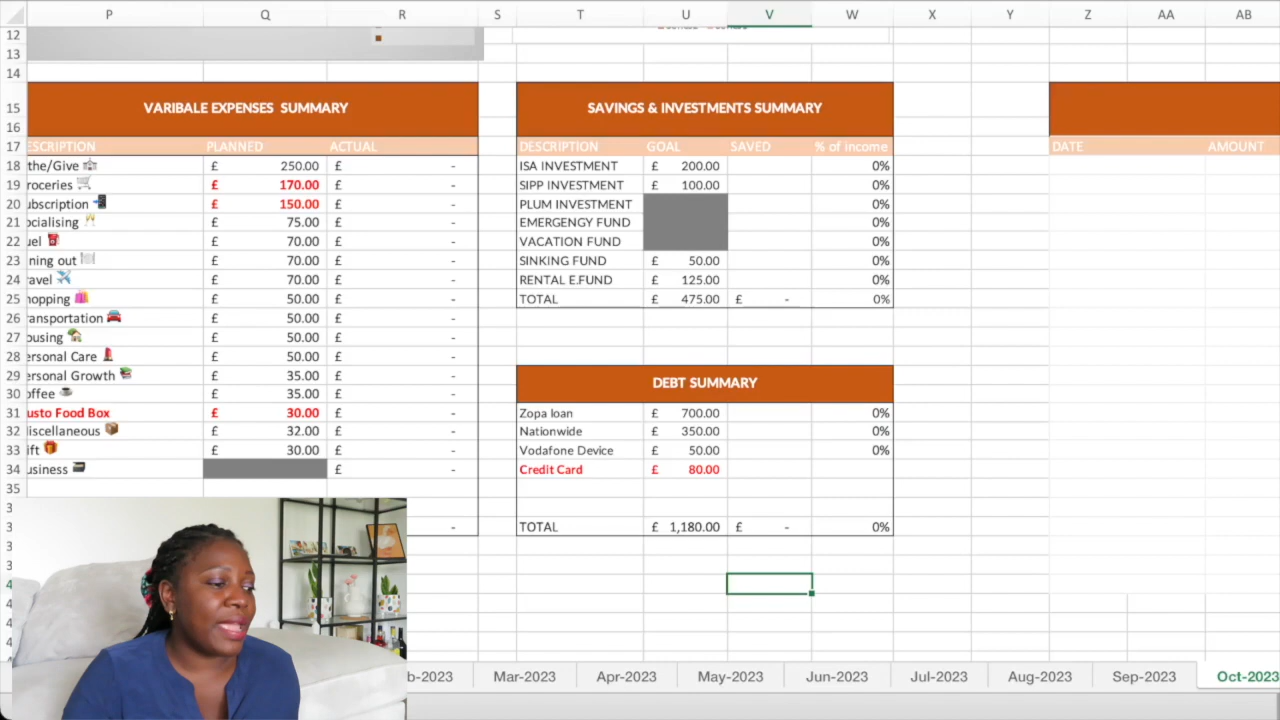 P Q R S T U V W X Y Z AA AB
12
13
14
15 VARIBALE EXPENSES SUMMARY SAVINGS & INVESTMENTS SUMMARY
16
17 ESCRIPTION PLANNED ACTUAL DESCRIPTION GOAL SAVED % of income DATE AMOUNT
18 the/Give £ 250.00 £ - ISA INVESTMENT £ 200.00 0%
19 roceries £ 170.00 £ - SIPP INVESTMENT £ 100.00 0%
20 ubscription £ 150.00 £ - PLUM INVESTMENT 0%
21 ocialising £ 75.00 £ - EMERGENCY FUND 0%
22 uel £ 70.00 £ - VACATION FUND 0%
23 ning out £ 70.00 £ - SINKING FUND £ 50.00 0%
24 ravel £ 70.00 £ - RENTAL E.FUND £ 125.00 0%
25 hopping £ 50.00 £ - TOTAL £ 475.00 £ - 0%
26 ansportation £ 50.00 £ -
27 ousing £ 50.00 £ -
28 ersonal Care £ 50.00 £ -
29 ersonal Growth £ 35.00 £ - DEBT SUMMARY
30 offee £ 35.00 £ -
31 usto Food Box £ 30.00 £ - Zopa loan £ 700.00 0%
32 iscellaneous £ 32.00 £ - Nationwide £ 350.00 0%
33 ift £ 30.00 £ - Vodafone Device £ 50.00 0%
34 usiness £ - Credit Card £ 80.00
35
- TOTAL £ 1,180.00 £ - 0%
b-2023 Mar-2023 Apr-2023 May-2023 Jun-2023 Jul-2023 Aug-2023 Sep-2023 Oct-2023